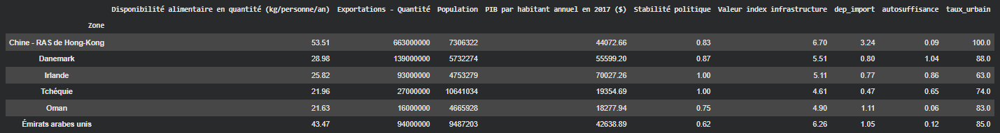 Disponibilité alimentaire en quantité (kg/personne/an) Exportations - Quantité Population PIB par habitant annuel en 2017 ($) Stabilité politique Valeur index infrastructure dep_import autosuffisance taux_urbain
Zone
Chine - RAS de Hong-Kong 53.51 663000000 7306322 44072.66 0.83 6.70 3.24 0.09 100.0
Danemark 28.98 139000000 5732274 55599.20 0.87 5.51 0.80 1.04 88.0
Irlande 25.82 93000000 4753279 70027.26 1.00 5.11 0.77 0.86 63.0
Tchéquie 21.96 27000000 10641034 19354.69 1.00 4.61 0.47 0.65 74.0
Oman 21.63 16000000 4665928 18277.94 0.75 4.90 1.11 0.06 83.0
Émirats arabes unis 43.47 94000000 9487203 42638.89 0.62 6.26 1.05 0.12 85.0